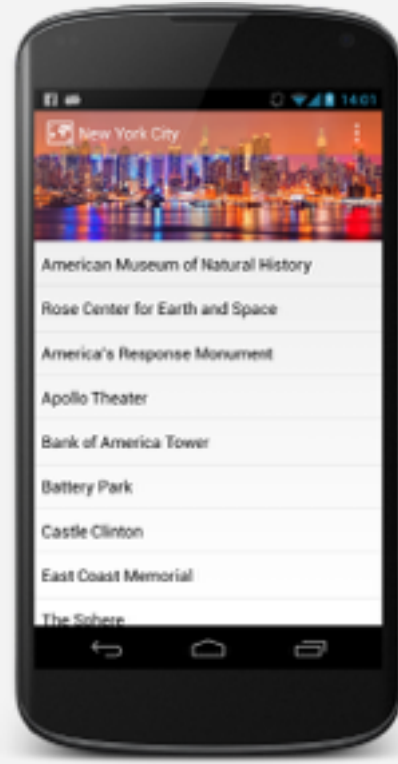 14:01
New York City
American Museum of Natural History
Rose Center for Earth and Space
America's Response Monument
Apollo Theater
Bank of America Tower
Battery Park
Castle Clinton
East Coast Memorial
The Sphere